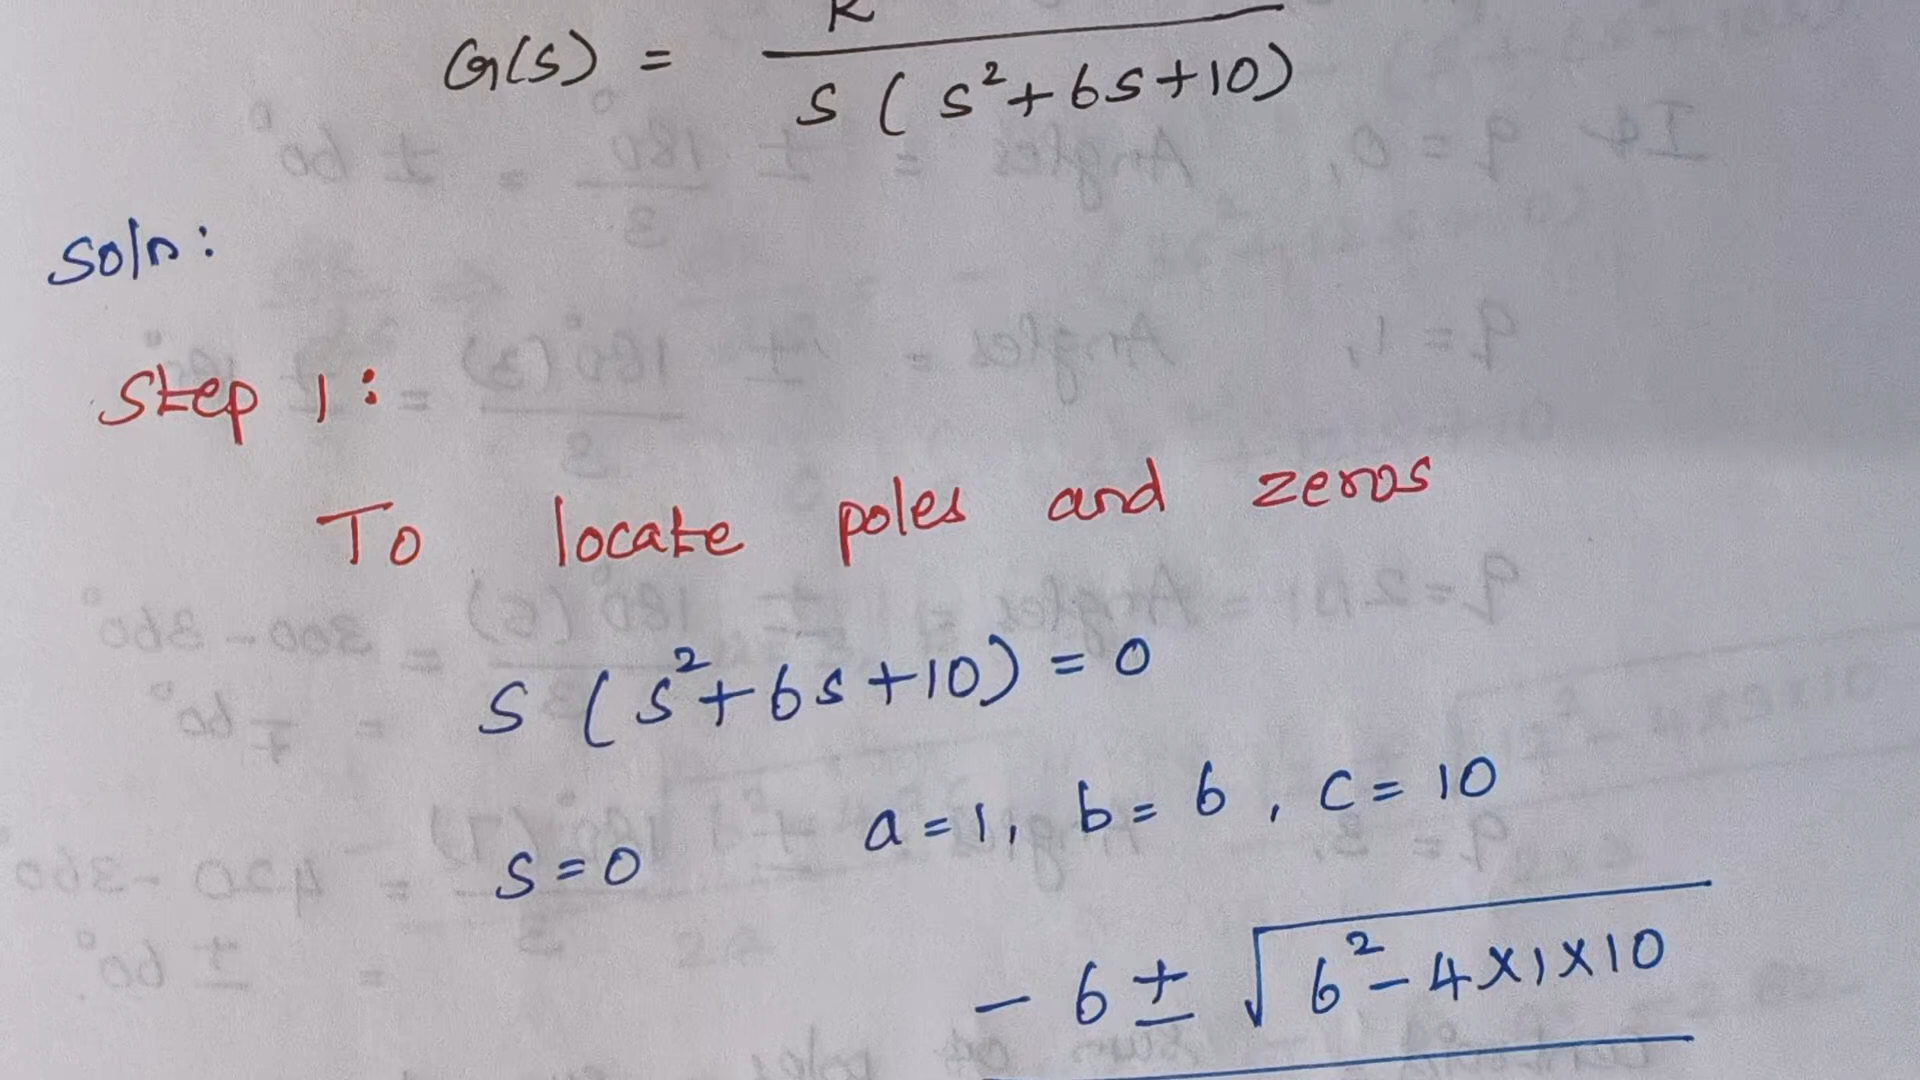 K
G(s) = s ( s² + 6s + 10 )
Soln:
Step 1:
To locate poles and zeros
s ( s² + 6s + 10 ) = 0
s = 0 a = 1, b = 6, c = 10
- 6 ± √ 6² - 4 × 1 × 10